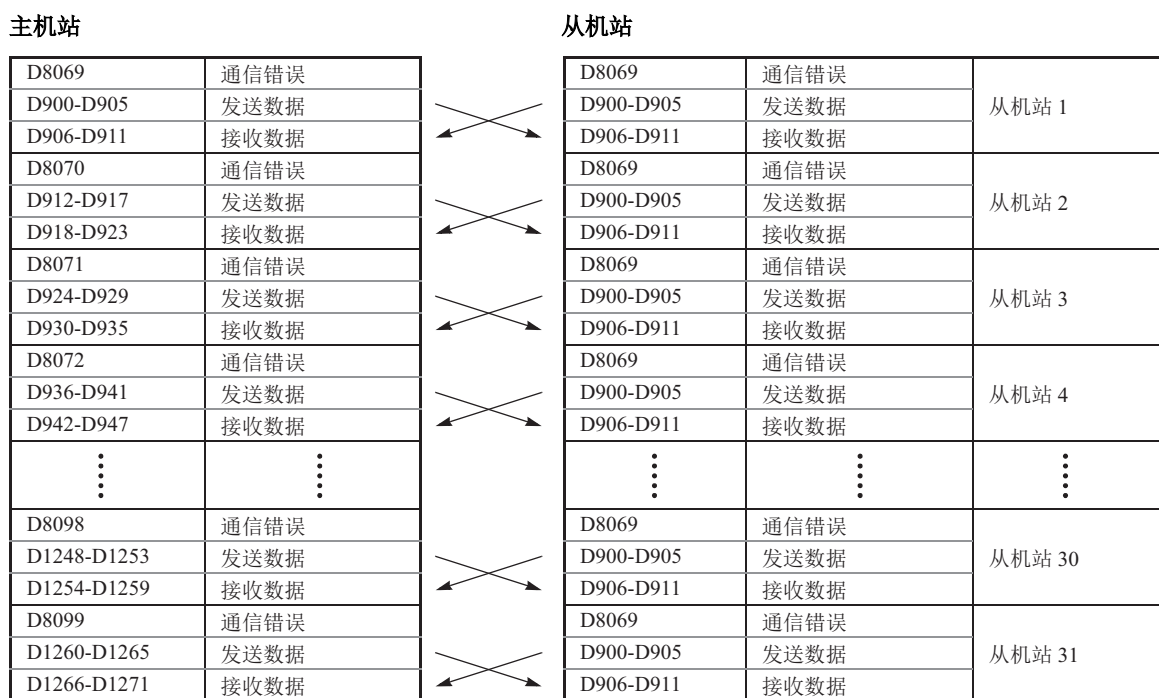 主机站 从机站
D8069 通信错误 D8069 通信错误
D900-D905 发送数据 D900-D905 发送数据 从机站 1
D906-D911 接收数据 D906-D911 接收数据
D8070 通信错误 D8069 通信错误
D912-D917 发送数据 D900-D905 发送数据 从机站 2
D918-D923 接收数据 D906-D911 接收数据
D8071 通信错误 D8069 通信错误
D924-D929 发送数据 D900-D905 发送数据 从机站 3
D930-D935 接收数据 D906-D911 接收数据
D8072 通信错误 D8069 通信错误
D936-D941 发送数据 D900-D905 发送数据 从机站 4
D942-D947 接收数据 D906-D911 接收数据
D8098 通信错误 D8069 通信错误
D1248-D1253 发送数据 D900-D905 发送数据 从机站 30
D1254-D1259 接收数据 D906-D911 接收数据
D8099 通信错误 D8069 通信错误
D1260-D1265 发送数据 D900-D905 发送数据 从机站 31
D1266-D1271 接收数据 D906-D911 接收数据